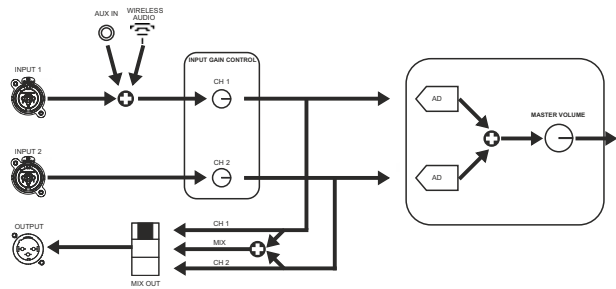 AUX IN
WIRELESS
AUDIO
INPUT 1
INPUT GAIN CONTROL
CH 1
AD
MASTER VOLUME
INPUT 2
CH 2
AD
OUTPUT
CH 1
MIX
CH 2
MIX OUT